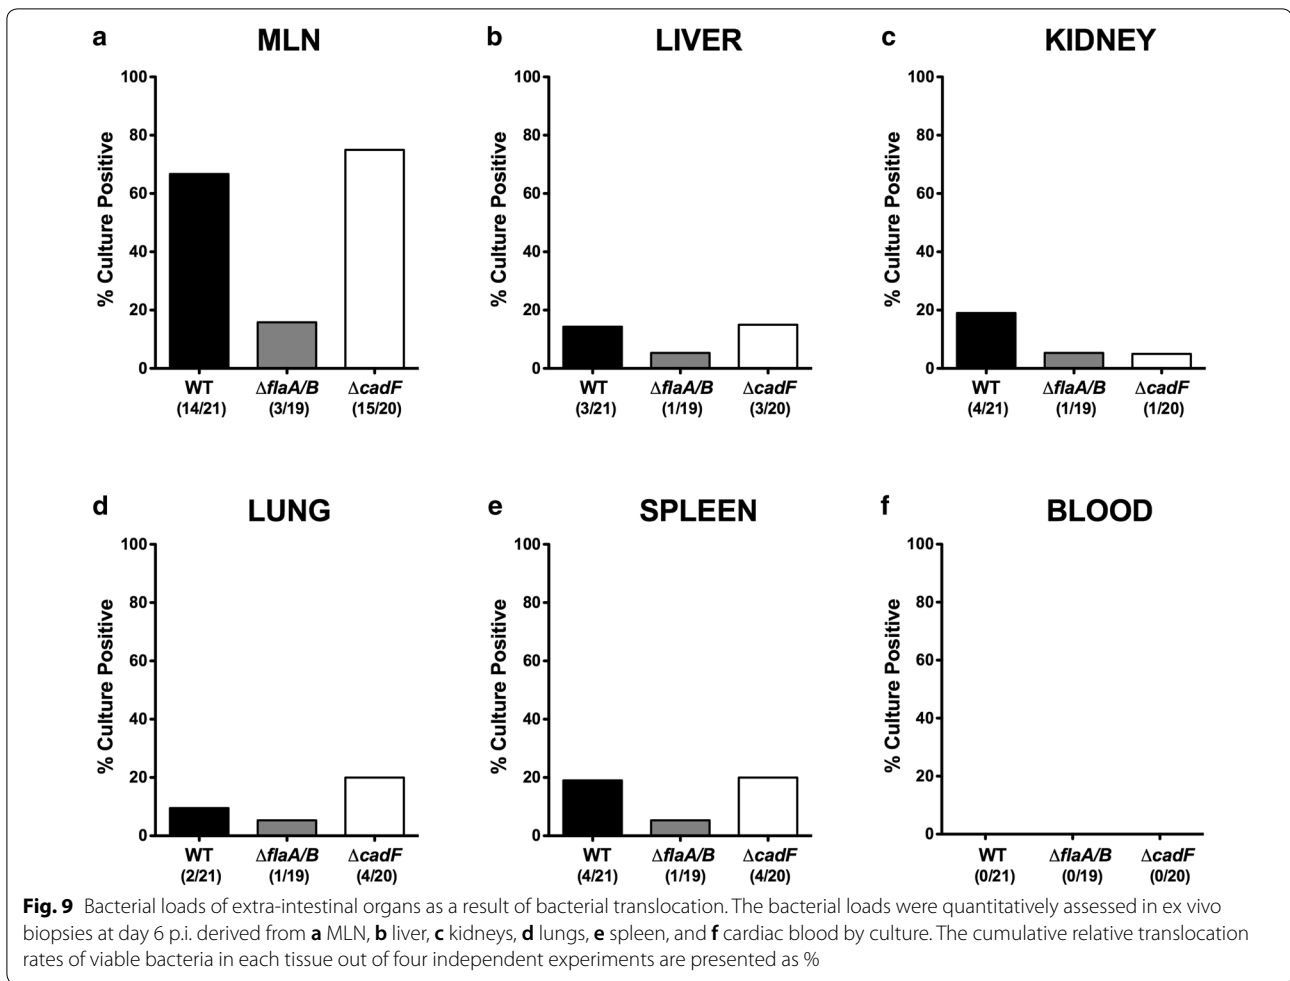 a MLN
% Culture Positive
100
80
60
40
20
0
WT ΔflaA/B ΔcadF
(14/21) (3/19) (15/20)
b LIVER
% Culture Positive
100
80
60
40
20
0
WT ΔflaA/B ΔcadF
(3/21) (1/19) (3/20)
c KIDNEY
% Culture Positive
100
80
60
40
20
0
WT ΔflaA/B ΔcadF
(4/21) (1/19) (1/20)
d LUNG
% Culture Positive
100
80
60
40
20
0
WT ΔflaA/B ΔcadF
(2/21) (1/19) (4/20)
e SPLEEN
% Culture Positive
100
80
60
40
20
0
WT ΔflaA/B ΔcadF
(4/21) (1/19) (4/20)
f BLOOD
% Culture Positive
100
80
60
40
20
0
WT ΔflaA/B ΔcadF
(0/21) (0/19) (0/20)
Fig. 9 Bacterial loads of extra-intestinal organs as a result of bacterial translocation. The bacterial loads were quantitatively assessed in ex vivo
biopsies at day 6 p.i. derived from a MLN, b liver, c kidneys, d lungs, e spleen, and f cardiac blood by culture. The cumulative relative translocation
rates of viable bacteria in each tissue out of four independent experiments are presented as %